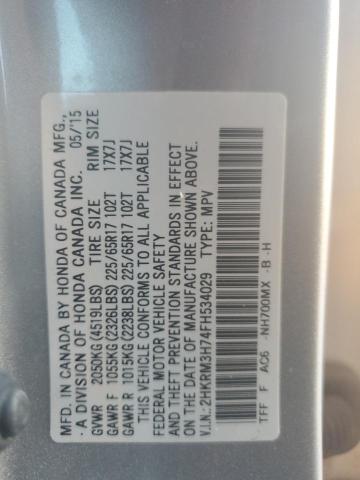 MFD. IN CANADA BY HONDA OF CANADA MFG.,
· A DIVISION OF HONDA CANADA INC. 05/'15
GVWR 2050KG(4519LBS) TIRE SIZE RIM SIZE
GAWR F 1055KG(2326LBS) 225/65R17 102T 17X7J
GAWR R 1015KG(2238LBS) 225/65R17 102T 17X7J
THIS VEHICLE CONFORMS TO ALL APPLICABLE
FEDERAL MOTOR VEHICLE SAFETY
AND THEFT PREVENTION STANDARDS IN EFFECT
ON THE DATE OF MANUFACTURE SHOWN ABOVE.
V.I.N.: 2HKRM3H74FH534029 TYPE: MPV
TFF F AC6 -NH700MX -B -H